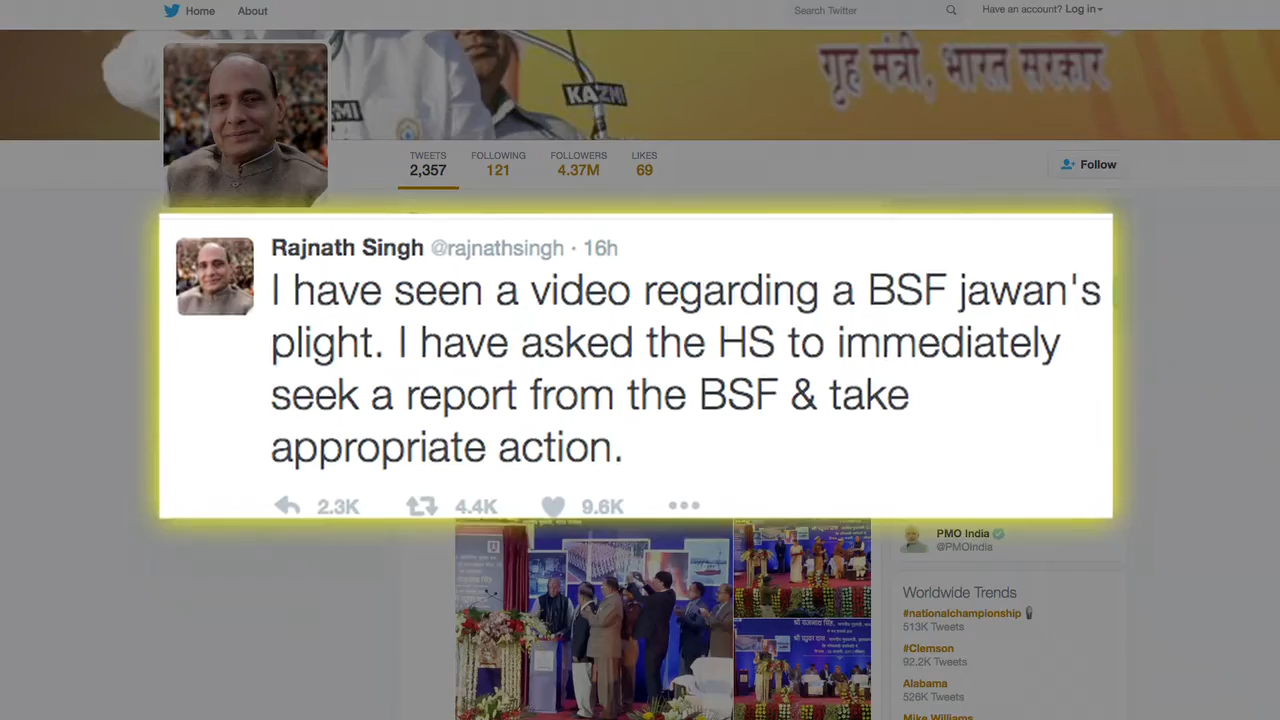 Home About Search Twitter Have an account? Log in
KAZMI
गृह मंत्री, भारत सरकार
TWEETS FOLLOWING FOLLOWERS LIKES
2,357 121 4.37M 69
Follow
Rajnath Singh @rajnathsingh · 16h
I have seen a video regarding a BSF jawan's
plight. I have asked the HS to immediately
seek a report from the BSF & take
appropriate action.
2.3K 4.4K 9.6K
PMO India
@PMOIndia
Worldwide Trends
#nationalchampionship
513K Tweets
#Clemson
92.2K Tweets
Alabama
526K Tweets
Mike Williams